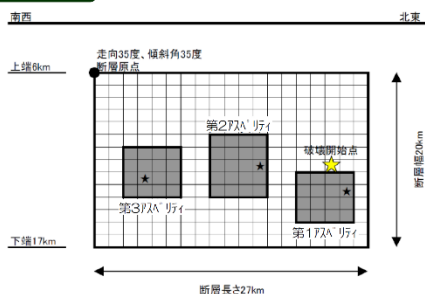 南西
北東
走向35度、傾斜角35度
上端6km
断層原点
第2アスペリティ
破壊開始点
断層幅20km
第3アスペリティ
第1アスペリティ
下端17km
断層長さ27km